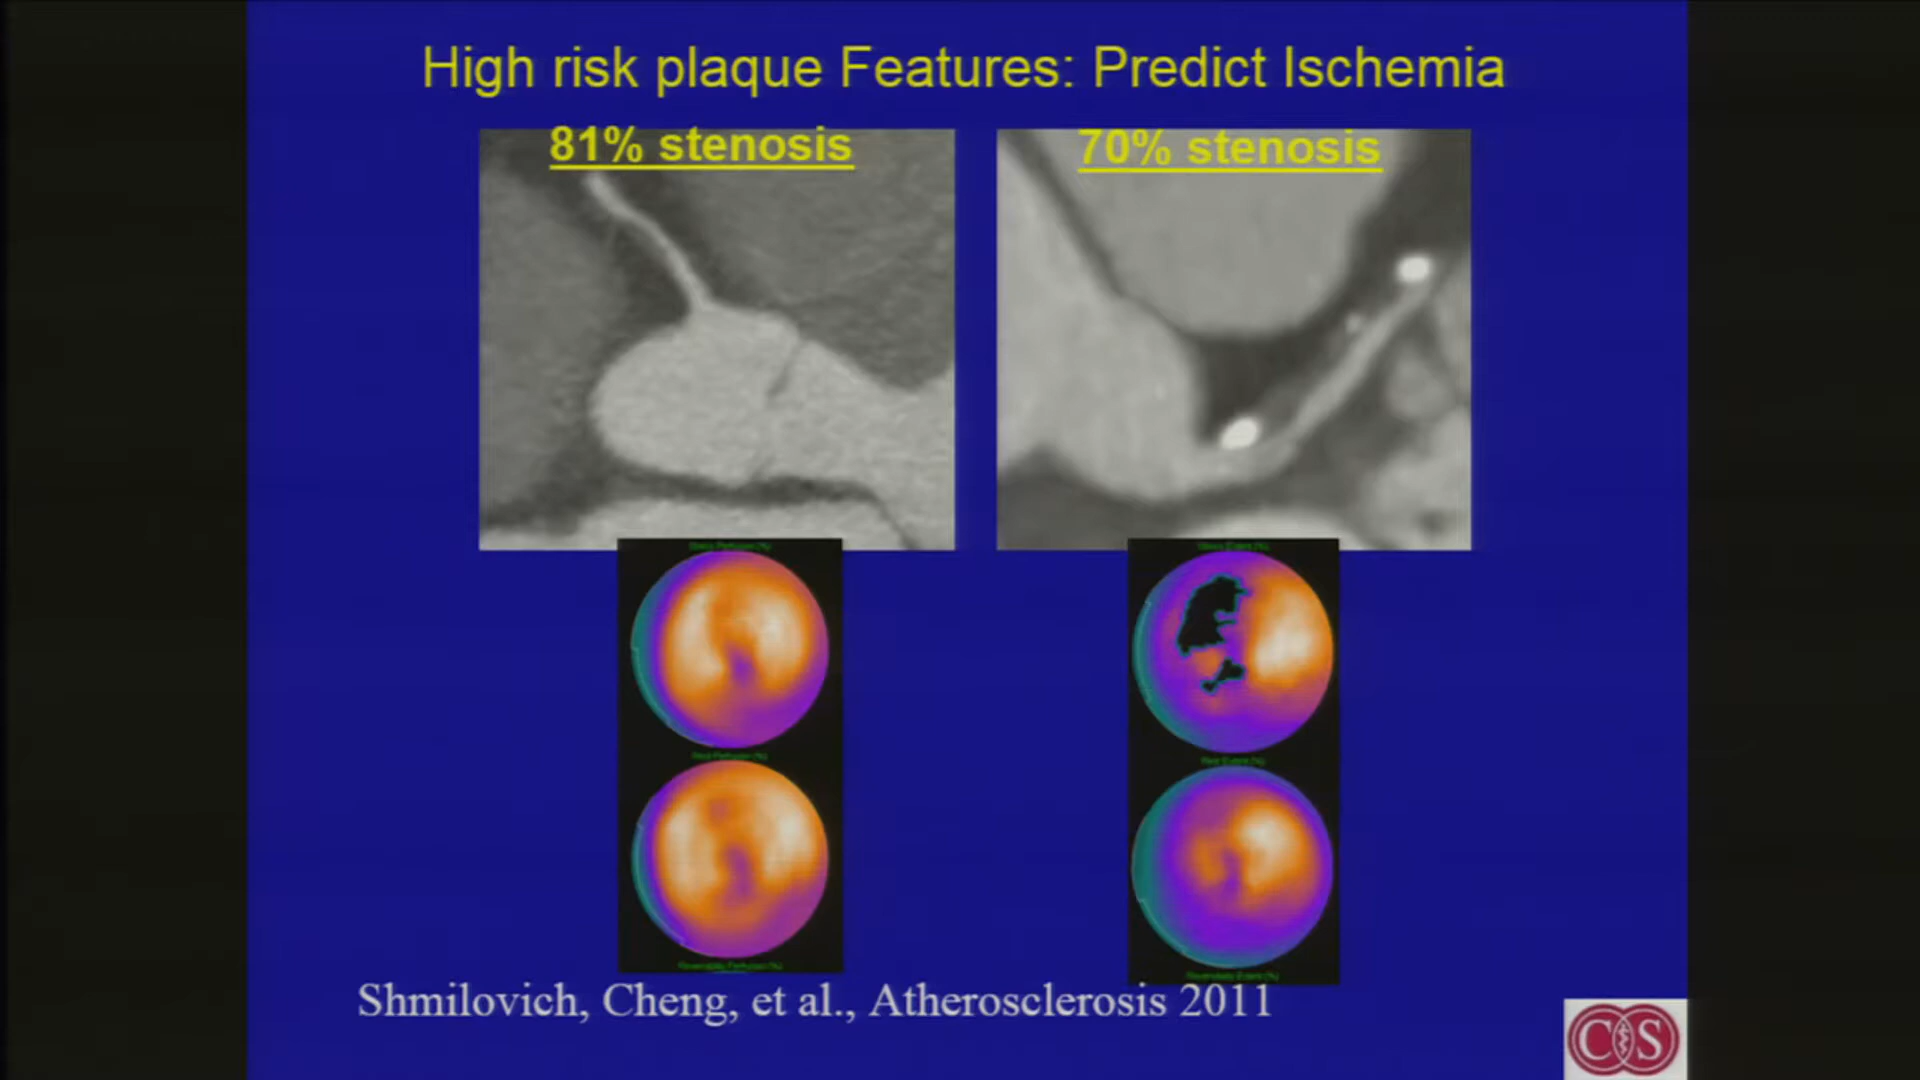 High risk plaque Features: Predict Ischemia
81% stenosis
70% stenosis
Shmilovich, Cheng, et al., Atherosclerosis 2011
CS